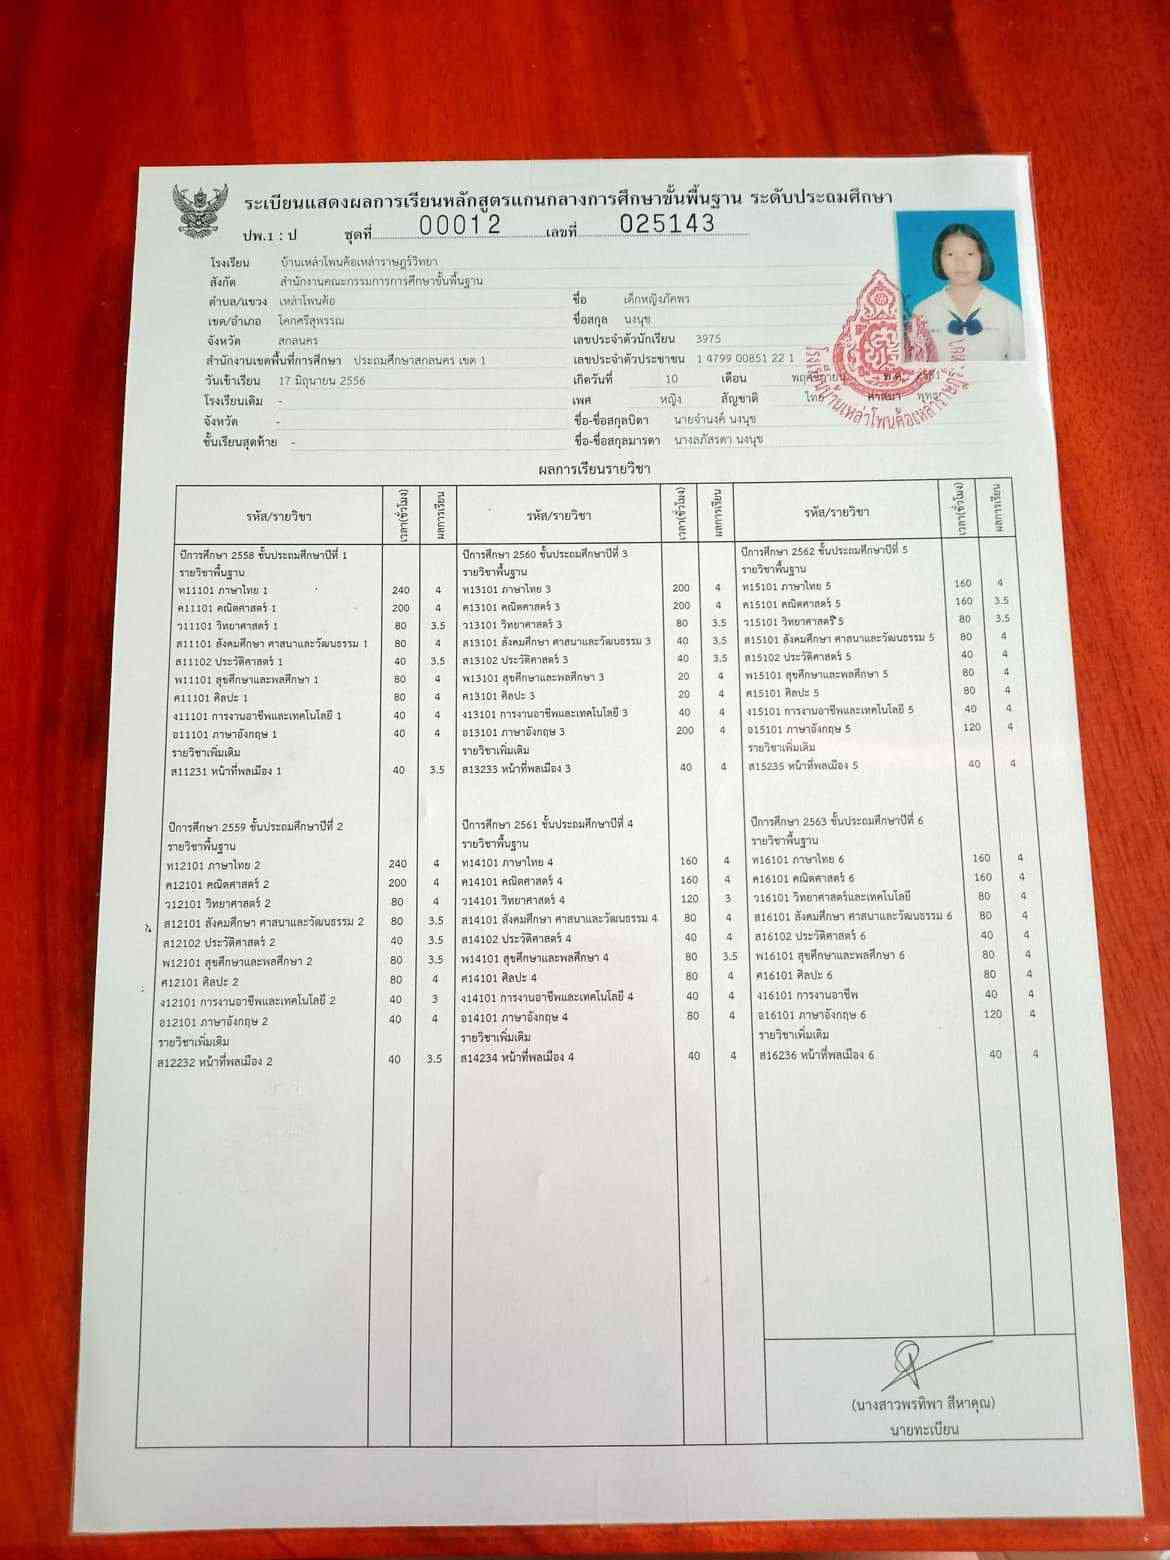 ระเบียนแสดงผลการเรียนหลักสูตรแกนกลางการศึกษาขั้นพื้นฐาน ระดับประถมศึกษา
ปพ.1 : ป ชุดที่ 00012 เลขที่ 025143
โรงเรียน บ้านเหล่าโพนค้อเหล่าราษฎร์วิทยา
สังกัด สำนักงานคณะกรรมการการศึกษาขั้นพื้นฐาน
ตำบล/แขวง เหล่าโพนค้อ ชื่อ เด็กหญิงภัคพร
เขต/อำเภอ โคกศรีสุพรรณ ชื่อสกุล นงนุช
จังหวัด สกลนคร เลขประจำตัวนักเรียน 3975
สำนักงานเขตพื้นที่การศึกษา ประถมศึกษาสกลนคร เขต 1 เลขประจำตัวประชาชน 1 4799 00851 22 1
วันเข้าเรียน 17 มิถุนายน 2556 เกิดวันที่ 10 เดือน พฤศจิกายน พ.ศ. 2551
โรงเรียนเดิม - เพศ หญิง สัญชาติ ไทย ศาสนา พุทธ
จังหวัด - ชื่อ-ชื่อสกุลบิดา นายจำนงค์ นงนุช
ชั้นเรียนสุดท้าย - ชื่อ-ชื่อสกุลมารดา นางลภัสรดา นงนุช
ผลการเรียนรายวิชา
รหัส/รายวิชา เวลา(ชั่วโมง) ผลการเรียน รหัส/รายวิชา เวลา(ชั่วโมง) ผลการเรียน รหัส/รายวิชา เวลา(ชั่วโมง) ผลการเรียน
ปีการศึกษา 2558 ชั้นประถมศึกษาปีที่ 1 ปีการศึกษา 2560 ชั้นประถมศึกษาปีที่ 3 ปีการศึกษา 2562 ชั้นประถมศึกษาปีที่ 5
รายวิชาพื้นฐาน รายวิชาพื้นฐาน รายวิชาพื้นฐาน
ท11101 ภาษาไทย 1 240 4 ท13101 ภาษาไทย 3 200 4 ท15101 ภาษาไทย 5 160 4
ค11101 คณิตศาสตร์ 1 200 4 ค13101 คณิตศาสตร์ 3 200 4 ค15101 คณิตศาสตร์ 5 160 3.5
ว11101 วิทยาศาสตร์ 1 80 3.5 ว13101 วิทยาศาสตร์ 3 80 3.5 ว15101 วิทยาศาสตร์ 5 80 3.5
ส11101 สังคมศึกษา ศาสนาและวัฒนธรรม 1 80 4 ส13101 สังคมศึกษา ศาสนาและวัฒนธรรม 3 40 3.5 ส15101 สังคมศึกษา ศาสนาและวัฒนธรรม 5 80 4
ส11102 ประวัติศาสตร์ 1 40 3.5 ส13102 ประวัติศาสตร์ 3 40 3.5 ส15102 ประวัติศาสตร์ 5 40 4
พ11101 สุขศึกษาและพลศึกษา 1 80 4 พ13101 สุขศึกษาและพลศึกษา 3 20 4 พ15101 สุขศึกษาและพลศึกษา 5 80 4
ศ11101 ศิลปะ 1 80 4 ศ13101 ศิลปะ 3 20 4 ศ15101 ศิลปะ 5 80 4
ง11101 การงานอาชีพและเทคโนโลยี 1 40 4 ง13101 การงานอาชีพและเทคโนโลยี 3 40 4 ง15101 การงานอาชีพและเทคโนโลยี 5 40 4
อ11101 ภาษาอังกฤษ 1 40 4 อ13101 ภาษาอังกฤษ 3 200 4 อ15101 ภาษาอังกฤษ 5 120 4
รายวิชาเพิ่มเติม รายวิชาเพิ่มเติม รายวิชาเพิ่มเติม
ส11231 หน้าที่พลเมือง 1 40 3.5 ส13233 หน้าที่พลเมือง 3 40 4 ส15235 หน้าที่พลเมือง 5 40 4
ปีการศึกษา 2559 ชั้นประถมศึกษาปีที่ 2 ปีการศึกษา 2561 ชั้นประถมศึกษาปีที่ 4 ปีการศึกษา 2563 ชั้นประถมศึกษาปีที่ 6
รายวิชาพื้นฐาน รายวิชาพื้นฐาน รายวิชาพื้นฐาน
ท12101 ภาษาไทย 2 240 4 ท14101 ภาษาไทย 4 160 4 ท16101 ภาษาไทย 6 160 4
ค12101 คณิตศาสตร์ 2 200 4 ค14101 คณิตศาสตร์ 4 160 4 ค16101 คณิตศาสตร์ 6 160 4
ว12101 วิทยาศาสตร์ 2 80 4 ว14101 วิทยาศาสตร์ 4 120 3 ว16101 วิทยาศาสตร์และเทคโนโลยี 80 4
ส12101 สังคมศึกษา ศาสนาและวัฒนธรรม 2 80 3.5 ส14101 สังคมศึกษา ศาสนาและวัฒนธรรม 4 80 4 ส16101 สังคมศึกษา ศาสนาและวัฒนธรรม 6 80 4
ส12102 ประวัติศาสตร์ 2 40 3.5 ส14102 ประวัติศาสตร์ 4 40 4 ส16102 ประวัติศาสตร์ 6 40 4
พ12101 สุขศึกษาและพลศึกษา 2 80 3.5 พ14101 สุขศึกษาและพลศึกษา 4 80 3.5 พ16101 สุขศึกษาและพลศึกษา 6 80 4
ศ12101 ศิลปะ 2 80 4 ศ14101 ศิลปะ 4 80 4 ศ16101 ศิลปะ 6 80 4
ง12101 การงานอาชีพและเทคโนโลยี 2 40 3 ง14101 การงานอาชีพและเทคโนโลยี 4 40 4 ง16101 การงานอาชีพ 40 4
อ12101 ภาษาอังกฤษ 2 40 4 อ14101 ภาษาอังกฤษ 4 80 4 อ16101 ภาษาอังกฤษ 6 120 4
รายวิชาเพิ่มเติม รายวิชาเพิ่มเติม รายวิชาเพิ่มเติม
ส12232 หน้าที่พลเมือง 2 40 3.5 ส14234 หน้าที่พลเมือง 4 40 4 ส16236 หน้าที่พลเมือง 6 40 4
(นางสาวพรทิพา สีหาคุณ)
นายทะเบียน